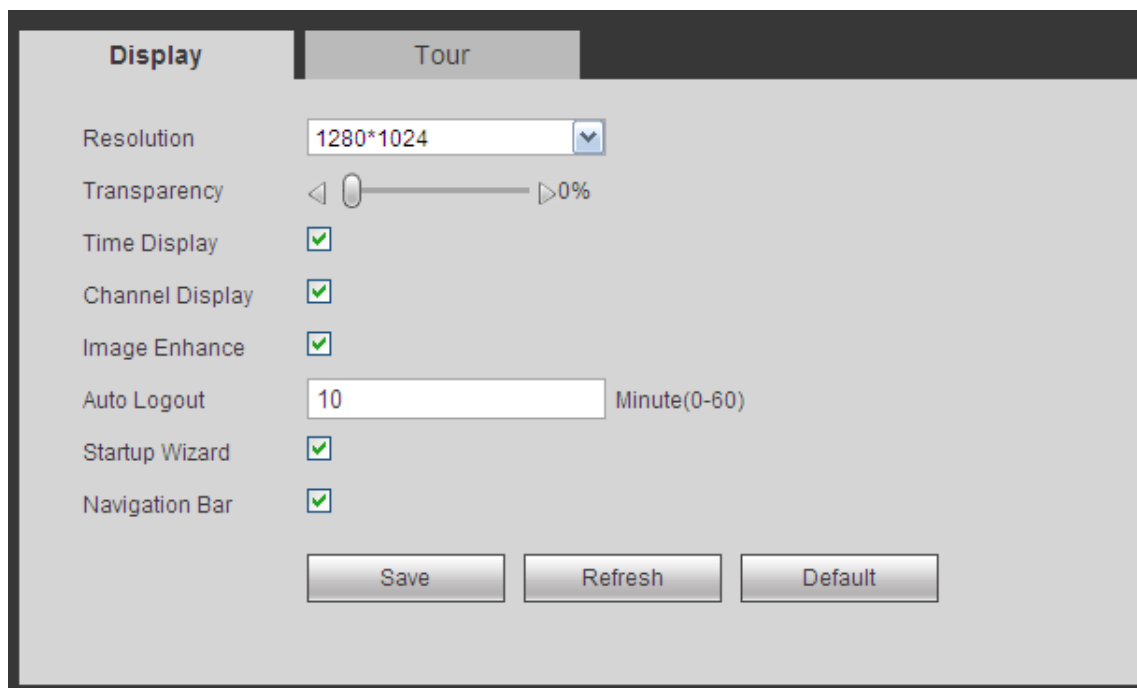 Display Tour
Resolution 1280*1024
Transparency 0%
Time Display
Channel Display
Image Enhance
Auto Logout 10 Minute(0-60)
Startup Wizard
Navigation Bar
Save Refresh Default